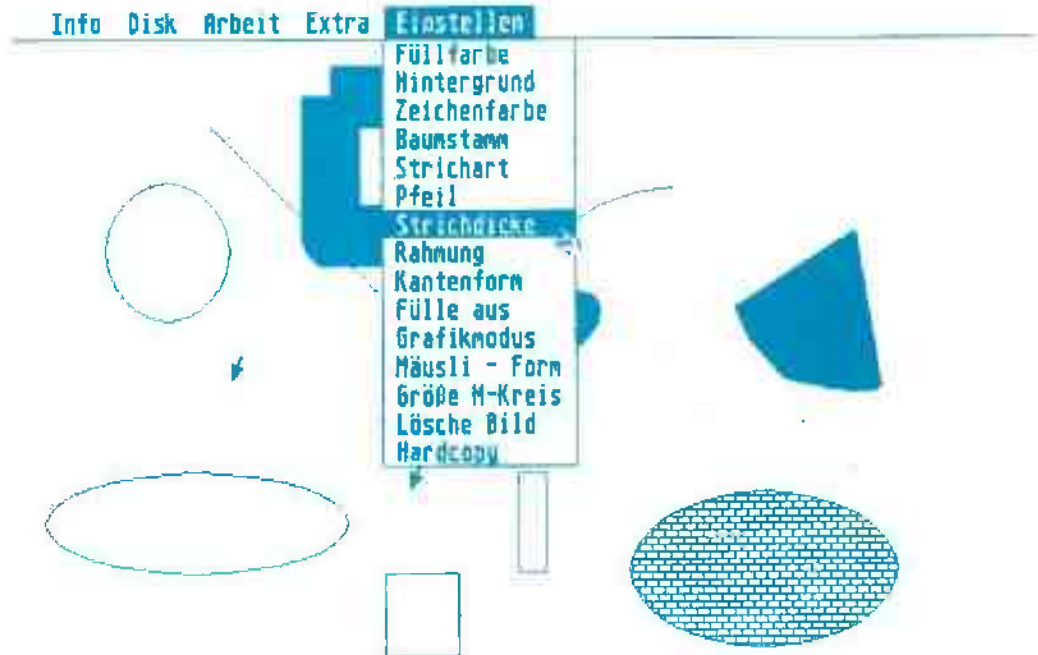 Info Disk Arbeit Extra Einstellen
Füllfarbe
Hintergrund
Zeichenfarbe
Baumstamm
Strichart
Pfeil
Strichdicke
Rahmung
Kantenform
Fülle aus
Grafikmodus
Mäusli - Form
Größe M-Kreis
Lösche Bild
Hardcopy